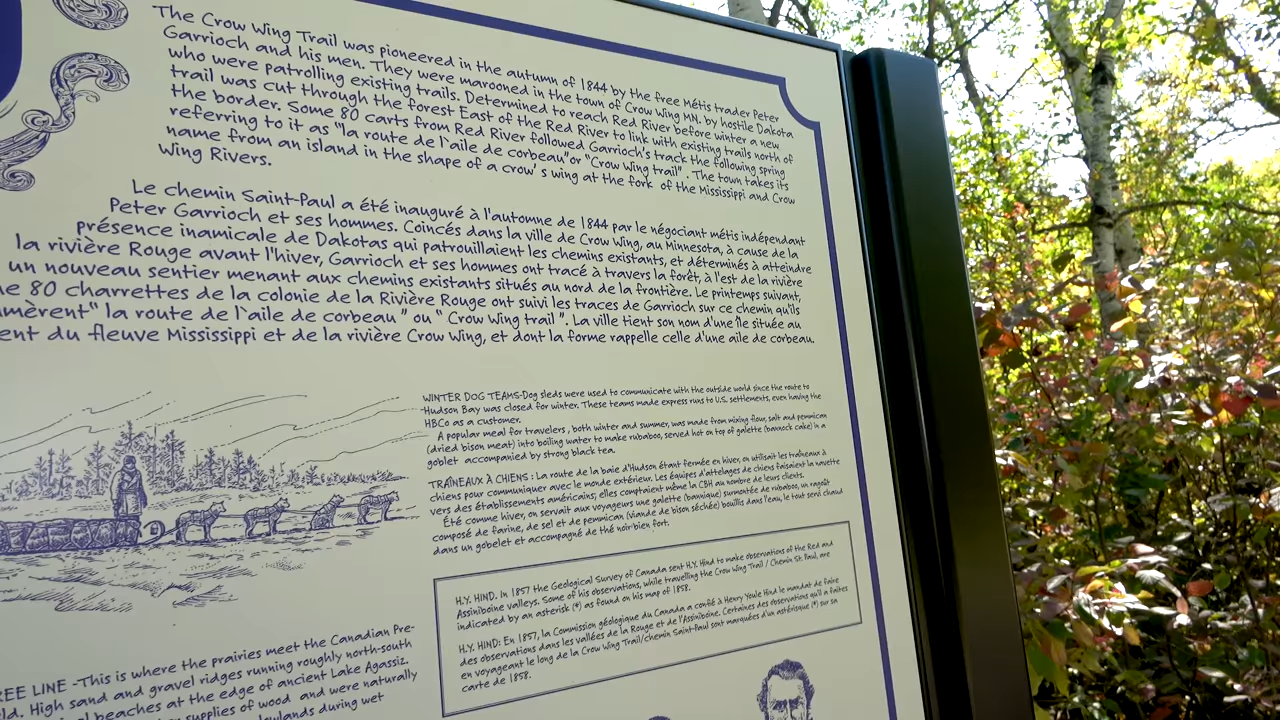 The Crow Wing Trail was pioneered in the autumn of 1844 by the free Métis trader Peter
Garrioch and his men. They were marooned in the town of Crow Wing MN. by hostile Dakota
who were patrolling existing trails. Determined to reach Red River before winter a new
trail was cut through the forest East of the Red River to link with existing trails north of
the border. Some 80 carts from Red River followed Garrioch's track the following spring
referring to it as "la route de l'aile de corbeau"or "Crow Wing trail". The town takes its
name from an island in the shape of a crow's wing at the fork of the Mississippi and Crow
Wing Rivers.
Le chemin Saint-Paul a été inauguré à l'automne de 1844 par le négociant métis indépendant
Peter Garrioch et ses hommes. Coincés dans la ville de Crow Wing, au Minnesota, à cause de la
présence inamicale de Dakotas qui patrouillaient les chemins existants, et déterminés à atteindre
la rivière Rouge avant l'hiver, Garrioch et ses hommes ont tracé à travers la forêt, à l'est de la rivière
un nouveau sentier menant aux chemins existants situés au nord de la frontière. Le printemps suivant,
80 charrettes de la colonie de la Rivière Rouge ont suivi les traces de Garrioch sur ce chemin qu'ils
" la route de l'aile de corbeau " ou " Crow Wing trail ". La ville tient son nom d'une île située au
du fleuve Mississippi et de la rivière Crow Wing, et dont la forme rappelle celle d'une aile de corbeau.
WINTER DOG TEAMS-Dog sleds were used to communicate with the outside world since the route to
Hudson Bay was closed for winter. These teams made express runs to U.S. settlements, even having the
HBCo as a customer.
A popular meal for travelers, both winter and summer, was made from mixing flour, salt and pemmican
(dried bison meat) into boiling water to make rubaboo, served hot on top of galette (bannock cake) in a
goblet accompanied by strong black tea.
TRAÎNEAUX À CHIENS : La route de la baie d'Hudson étant fermée en hiver, on utilisait les traîneaux à
chiens pour communiquer avec le monde extérieur. Les équipes d'attelages de chiens faisaient la navette
vers des établissements américains; elles comptaient même la CBH au nombre de leurs clients.
Été comme hiver, on servait aux voyageurs une galette (bannique) surmontée de rubaboo, un ragoût
composé de farine, de sel et de pemmican (viande de bison séchée) bouillis dans l'eau, le tout servi chaud
dans un gobelet et accompagné de thé noir bien fort.
H.Y. HIND. In 1857 the Geological Survey of Canada sent H.Y. Hind to make observations of the Red and
Assiniboine valleys. Some of his observations, while travelling the Crow Wing Trail / Chemin St. Paul, are
indicated by an asterisk (*) as found on his map of 1858.
H.Y. HIND: En 1857, la Commission géologique du Canada a confié à Henry Youle Hind le mandat de faire
des observations dans les vallées de la Rouge et de l'Assiniboine. Certaines des observations qu'il a faites
en voyageant le long de la Crow Wing Trail/chemin Saint-Paul sont marquées d'un astérisque (*) sur sa
carte de 1858.
LINE -This is where the prairies meet the Canadian Pre-
High sand and gravel ridges running roughly north-south
beaches at the edge of ancient Lake Agassiz.
supplies of wood and were naturally
during wet